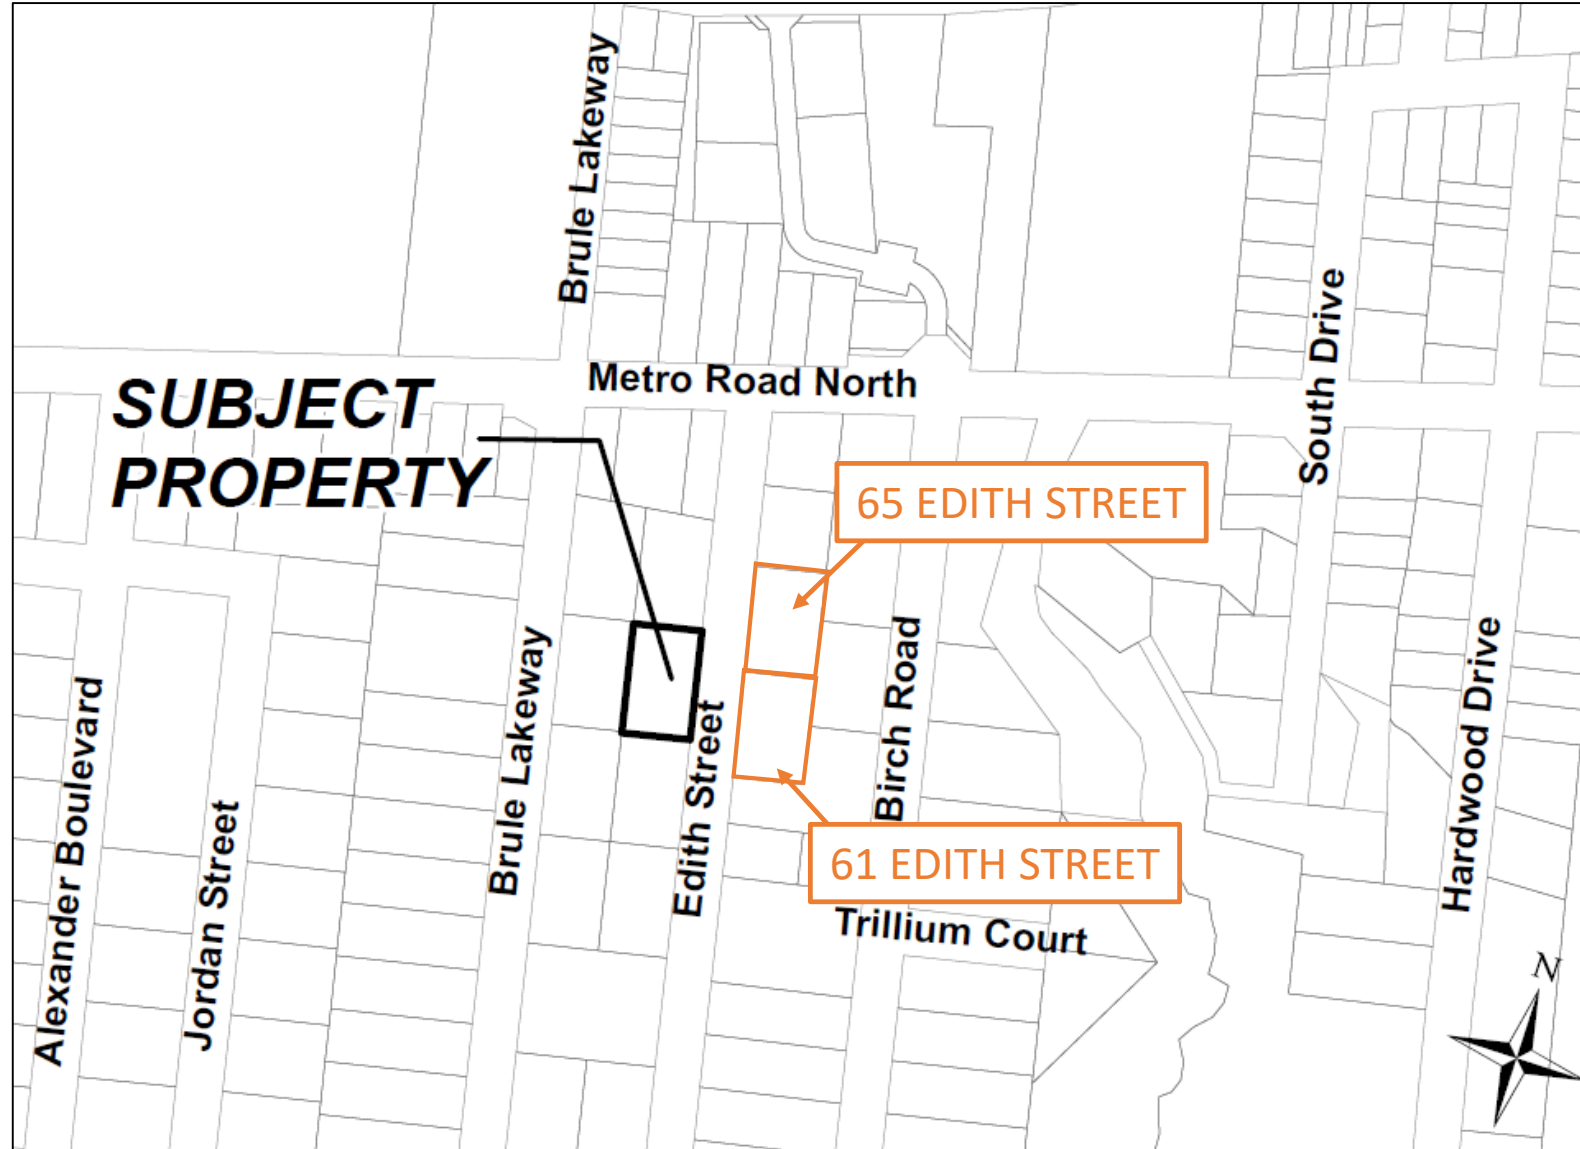 Brule Lakeway
Metro Road North
SUBJECT
PROPERTY
South Drive
65 EDITH STREET
Alexander Boulevard
Jordan Street
Brule Lakeway
Edith Street
Birch Road
Hardwood Drive
61 EDITH STREET
Trillium Court
N